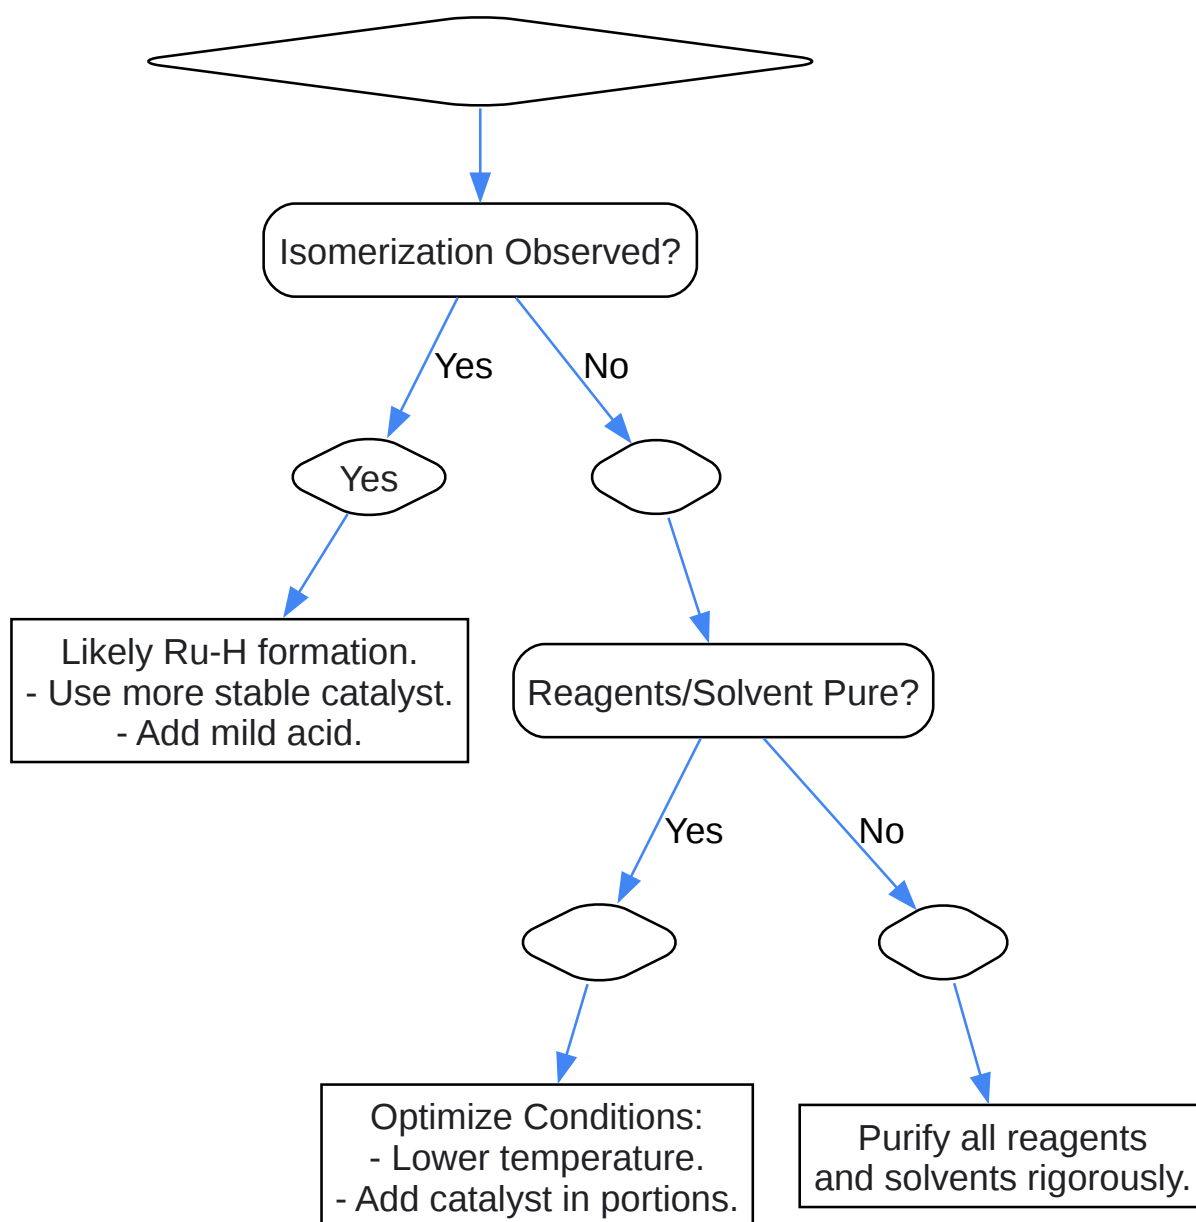 Isomerization Observed?
Yes
No
Yes
Likely Ru-H formation.
- Use more stable catalyst.
- Add mild acid.
Reagents/Solvent Pure?
Yes
No
Optimize Conditions:
- Lower temperature.
- Add catalyst in portions.
Purify all reagents
and solvents rigorously.